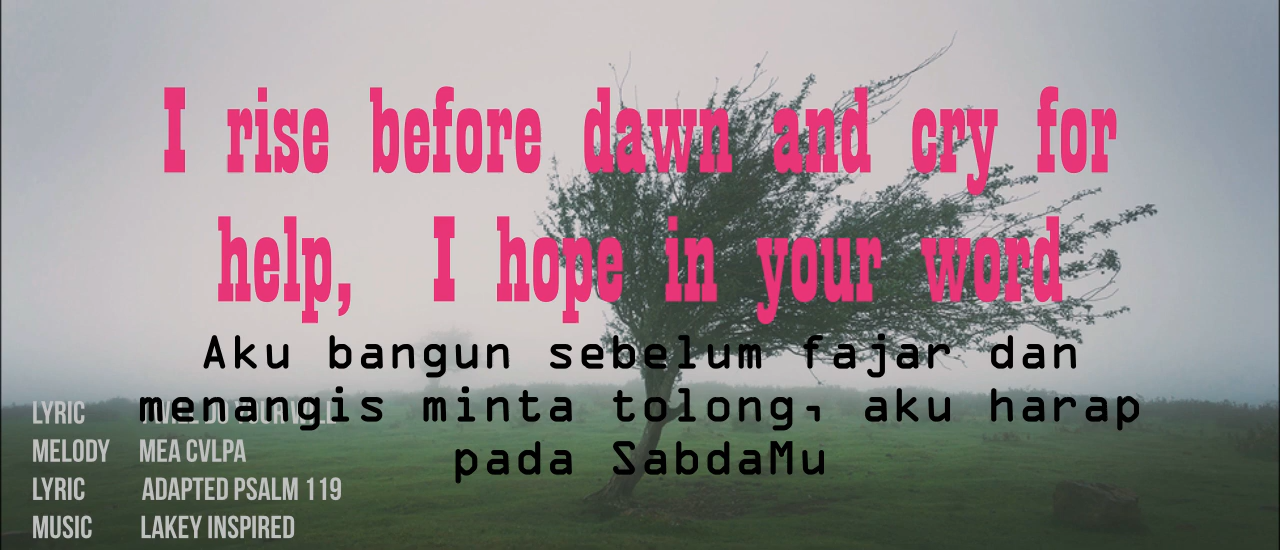 I rise before dawn and cry for
help, I hope in your word
Aku bangun sebelum fajar dan
menangis minta tolong, aku harap
pada SabdaMu
LYRIC
MELODY MEA CVLPA
LYRIC ADAPTED PSALM 119
MUSIC LAKEY INSPIRED